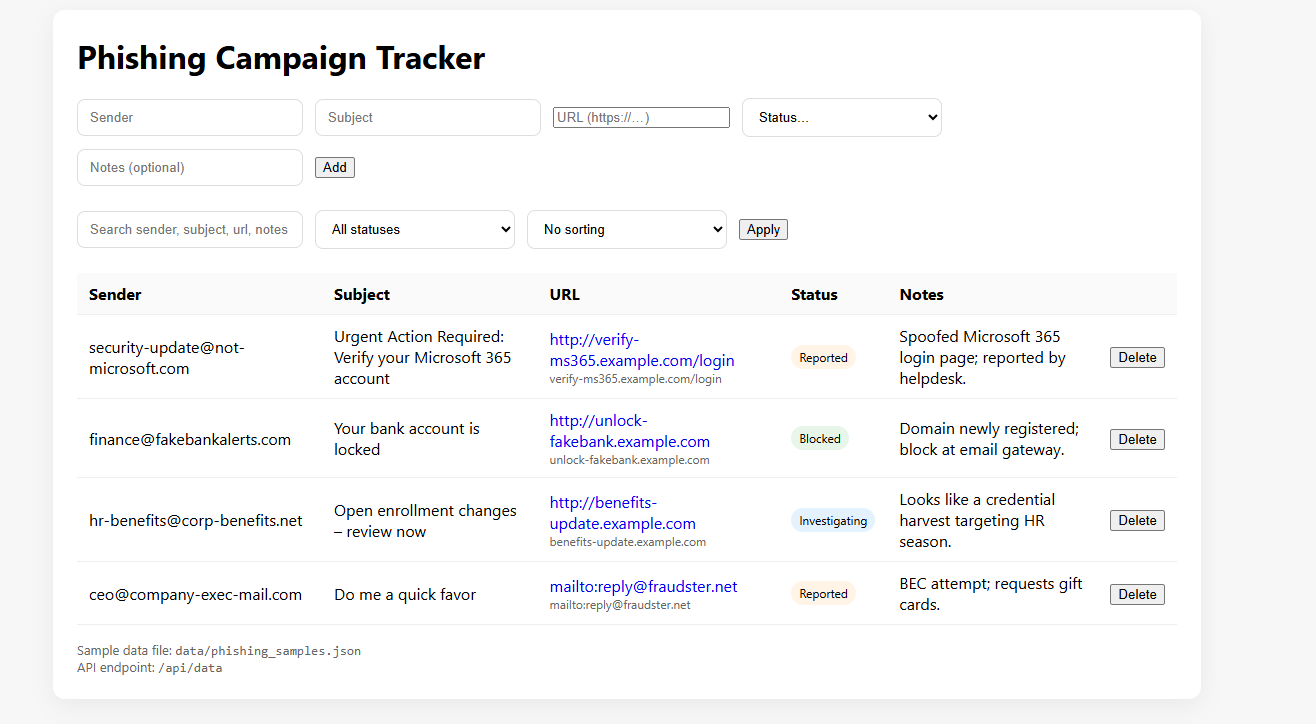 Phishing Campaign Tracker
Sender Subject URL (https://…) Status...
Notes (optional) Add
Search sender, subject, url, notes All statuses No sorting Apply
Sender Subject URL Status Notes
security-update@not-
microsoft.com
Urgent Action Required:
Verify your Microsoft 365
account
http://verify-
ms365.example.com/login
verify-ms365.example.com/login
Reported
Spoofed Microsoft 365
login page; reported by
helpdesk.
Delete
finance@fakebankalerts.com
Your bank account is
locked
http://unlock-
fakebank.example.com
unlock-fakebank.example.com
Blocked
Domain newly registered;
block at email gateway.
Delete
hr-benefits@corp-benefits.net
Open enrollment changes
– review now
http://benefits-
update.example.com
benefits-update.example.com
Investigating
Looks like a credential
harvest targeting HR
season.
Delete
ceo@company-exec-mail.com
Do me a quick favor
mailto:reply@fraudster.net
mailto:reply@fraudster.net
Reported
BEC attempt; requests gift
cards.
Delete
Sample data file: data/phishing_samples.json
API endpoint: /api/data